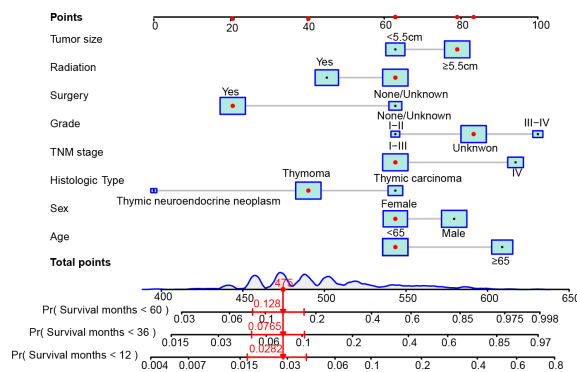 Points
0 20 40 60 80 100
Tumor size
<5.5cm
≥5.5cm
Radiation
Yes
None/Unknown
Surgery
Yes
None/Unknown
Grade
I−II
III−IV
Unknwon
TNM stage
I−III
IV
Histologic Type
Thymoma
Thymic carcinoma
Thymic neuroendocrine neoplasm
Sex
Female
Male
Age
<65
≥65
Total points
475
400 450 500 550 600 650
0.128
Pr( Survival months < 60 )
0.03 0.06 0.1 0.2 0.4 0.6 0.85 0.975 0.998
0.0765
Pr( Survival months < 36 )
0.015 0.03 0.06 0.1 0.2 0.4 0.6 0.85 0.97
0.0282
Pr( Survival months < 12 )
0.004 0.007 0.015 0.03 0.06 0.1 0.2 0.4 0.6 0.8